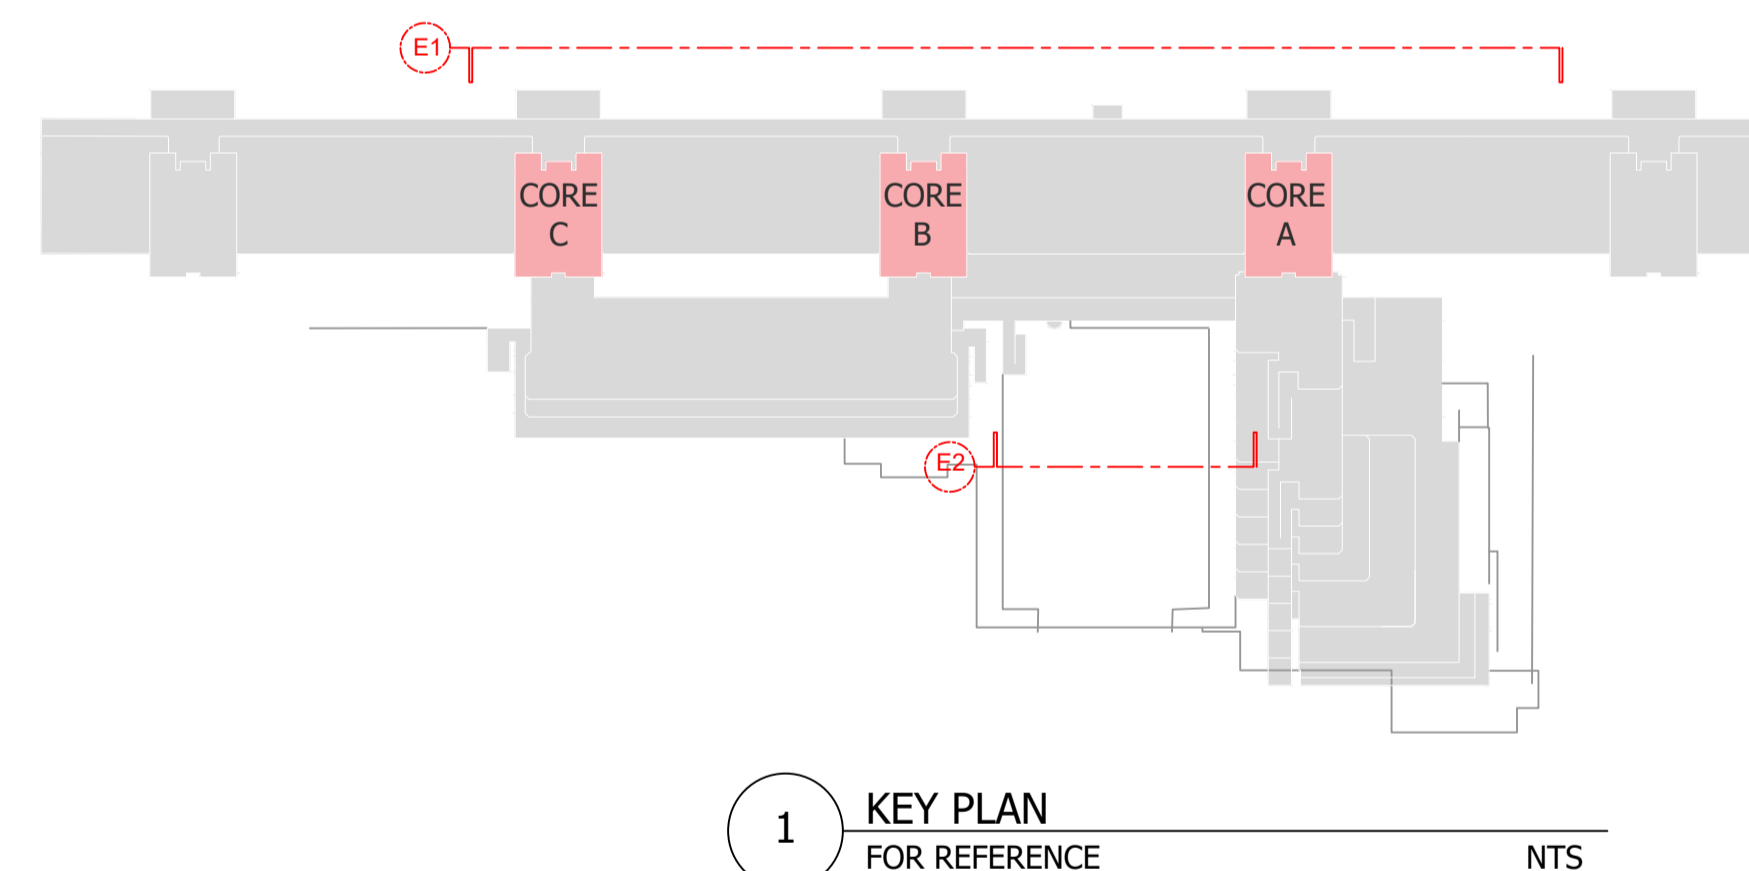 E1
CORE
C
CORE
B
CORE
A
E2
1
KEY PLAN
FOR REFERENCE
NTS